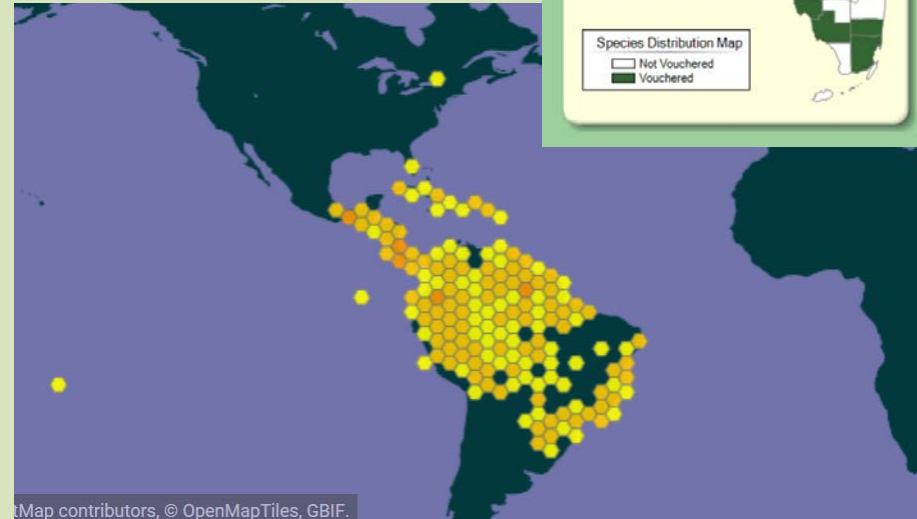 Species Distribution Map
Not Vouchered
Vouchered
tMap contributors, © OpenMapTiles, GBIF.